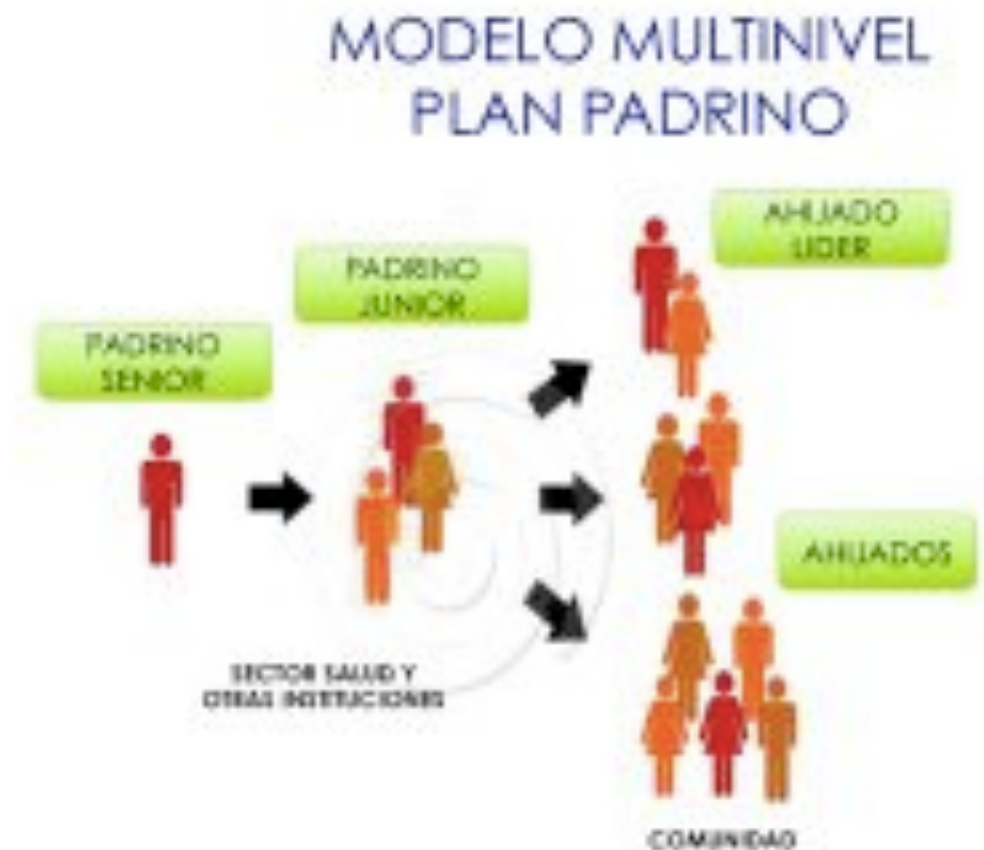 MODELO MULTINIVEL
PLAN PADRINO
PADRINO
SENIOR
PADRINO
JUNIOR
AHIJADO
LIDER
AHIJADOS
SECTOR SALUD Y
OTRAS INSTITUCIONES
COMUNIDAD